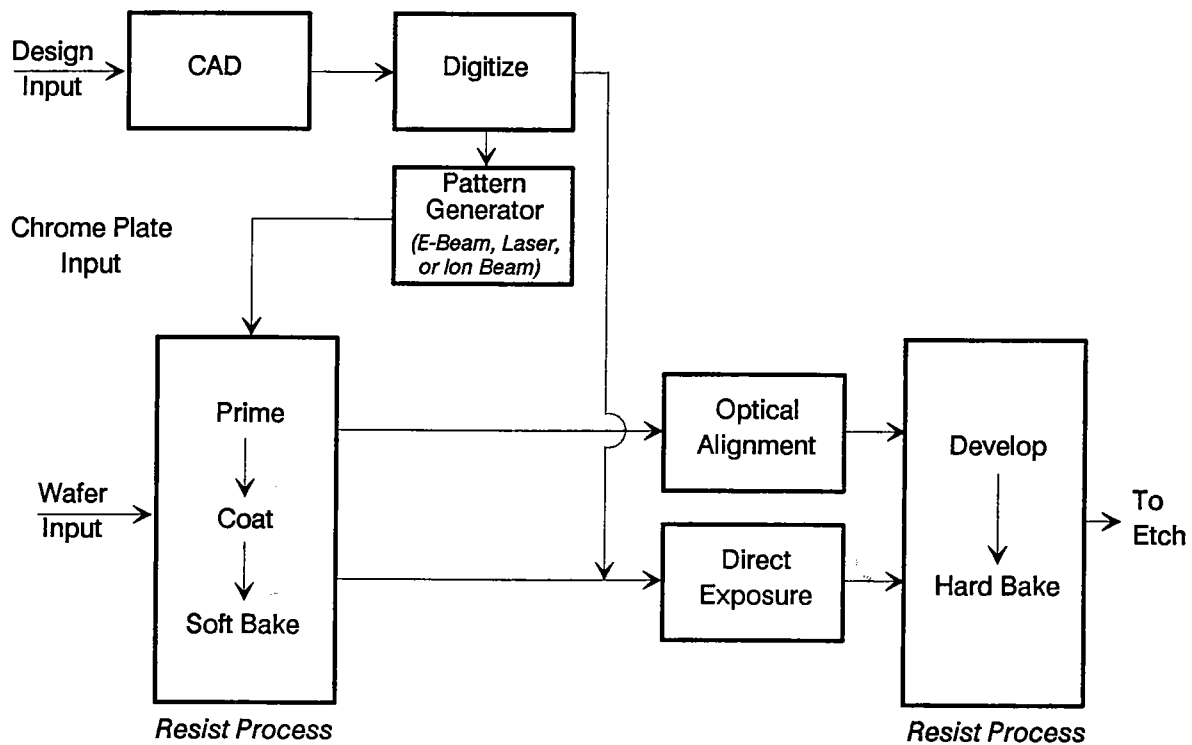 Design
Input
CAD
Digitize
Pattern
Generator
(E-Beam, Laser,
or Ion Beam)
Chrome Plate
Input
Prime
Coat
Soft Bake
Wafer
Input
Resist Process
Optical
Alignment
Direct
Exposure
Develop
Hard Bake
Resist Process
To
Etch